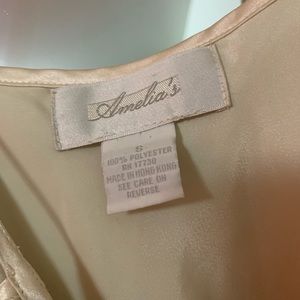 Amelia's
S
100% POLYESTER
RN 17730
MADE IN HONG KONG
SEE CARE ON
REVERSE